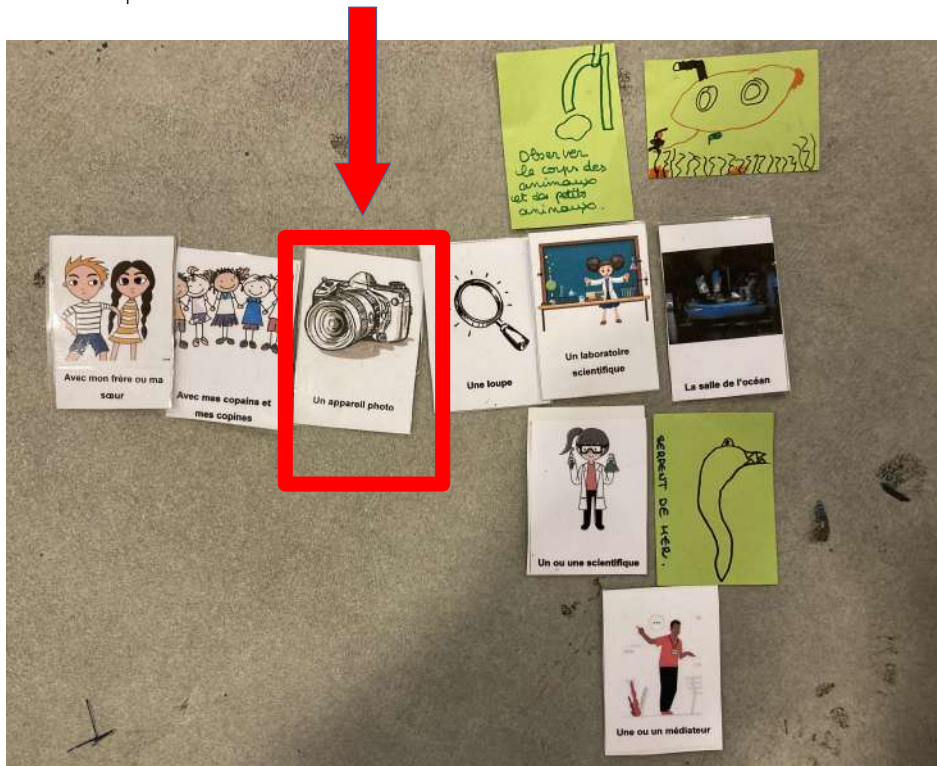 Observer
le corps des
animaux
et des petits
animaux.
Avec mon frère ou ma
sœur
Avec mes copains et
mes copines
Un appareil photo
Une loupe
Un laboratoire
scientifique
La salle de l'océan
Un ou une scientifique
SERPENT DE MER.
Une ou un médiateur